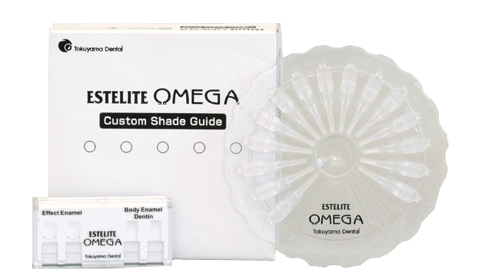 Tokuyama Dental
ESTELITE OMEGA
Custom Shade Guide
Effect Enamel
Body Enamel
Dentin
ESTELITE
OMEGA
ESTELITE
OMEGA
Tokuyama Dental